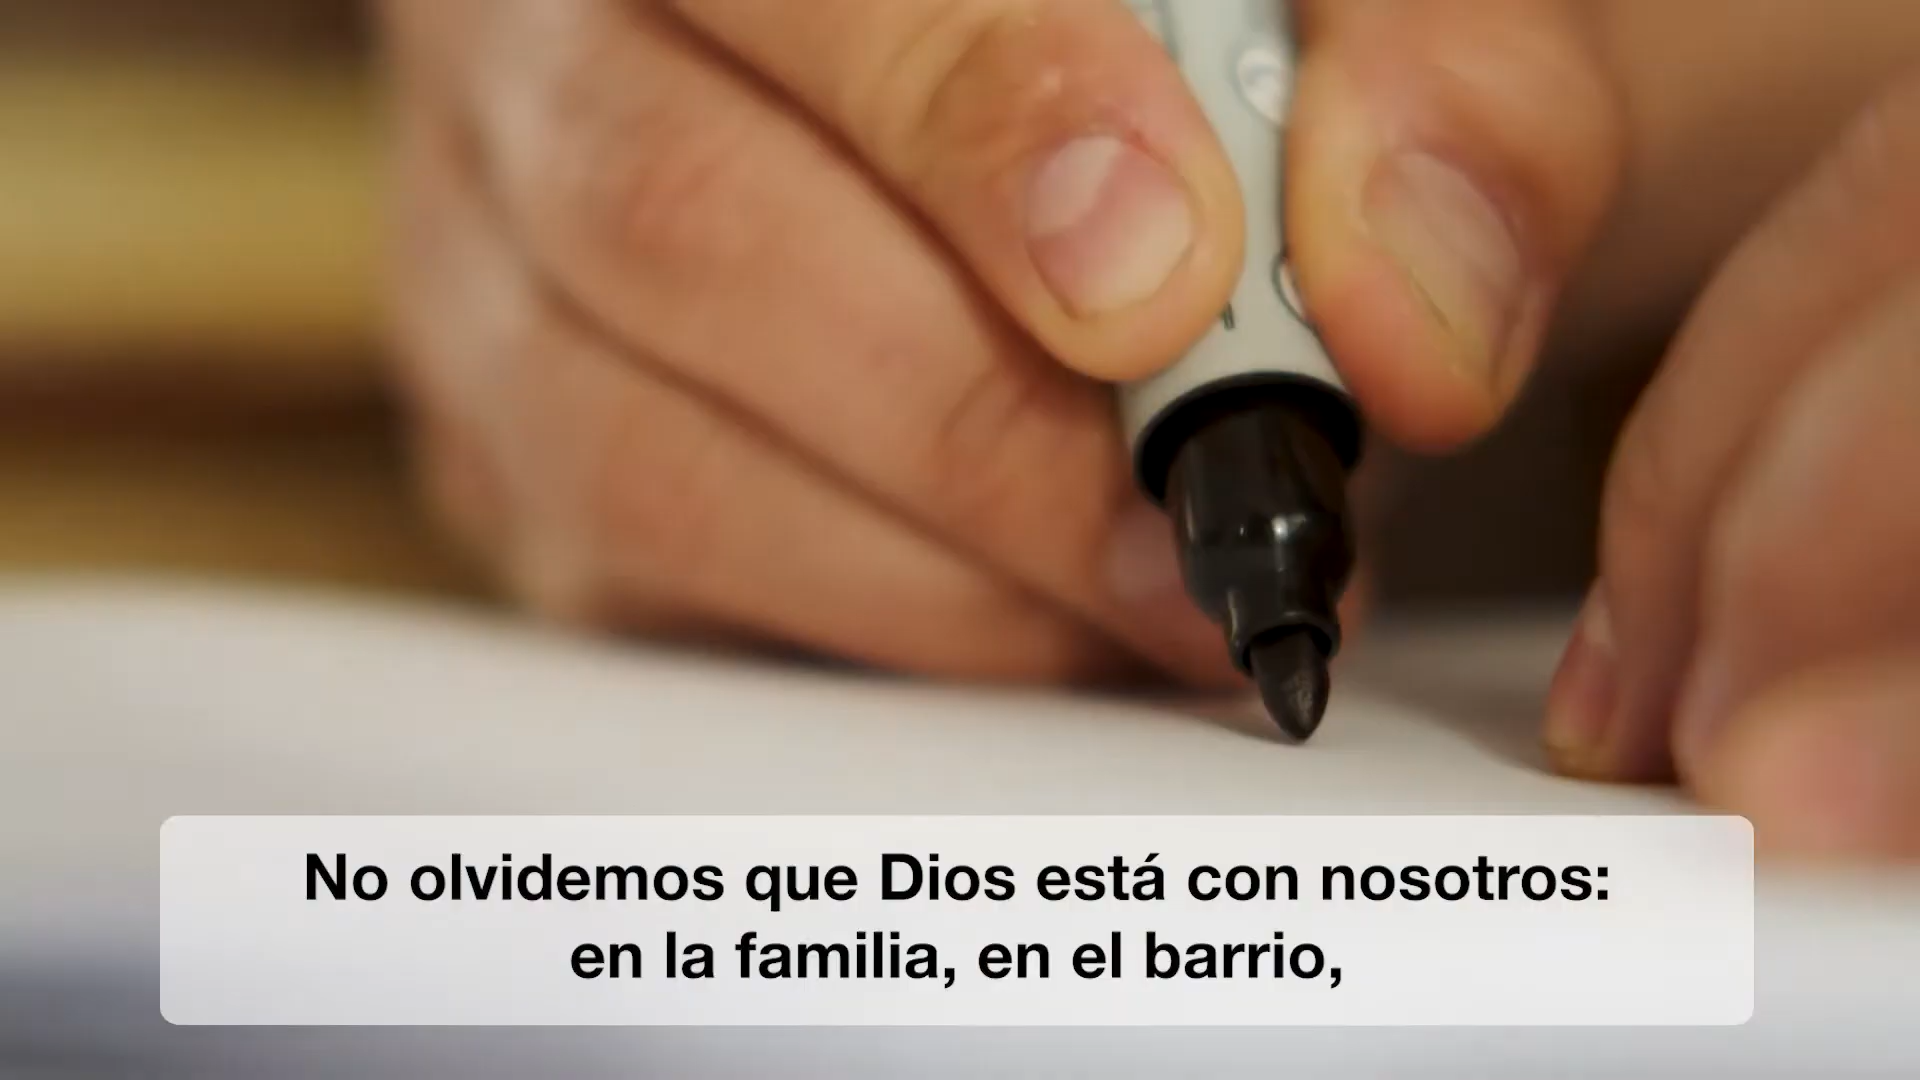 No olvidemos que Dios está con nosotros:
en la familia, en el barrio,